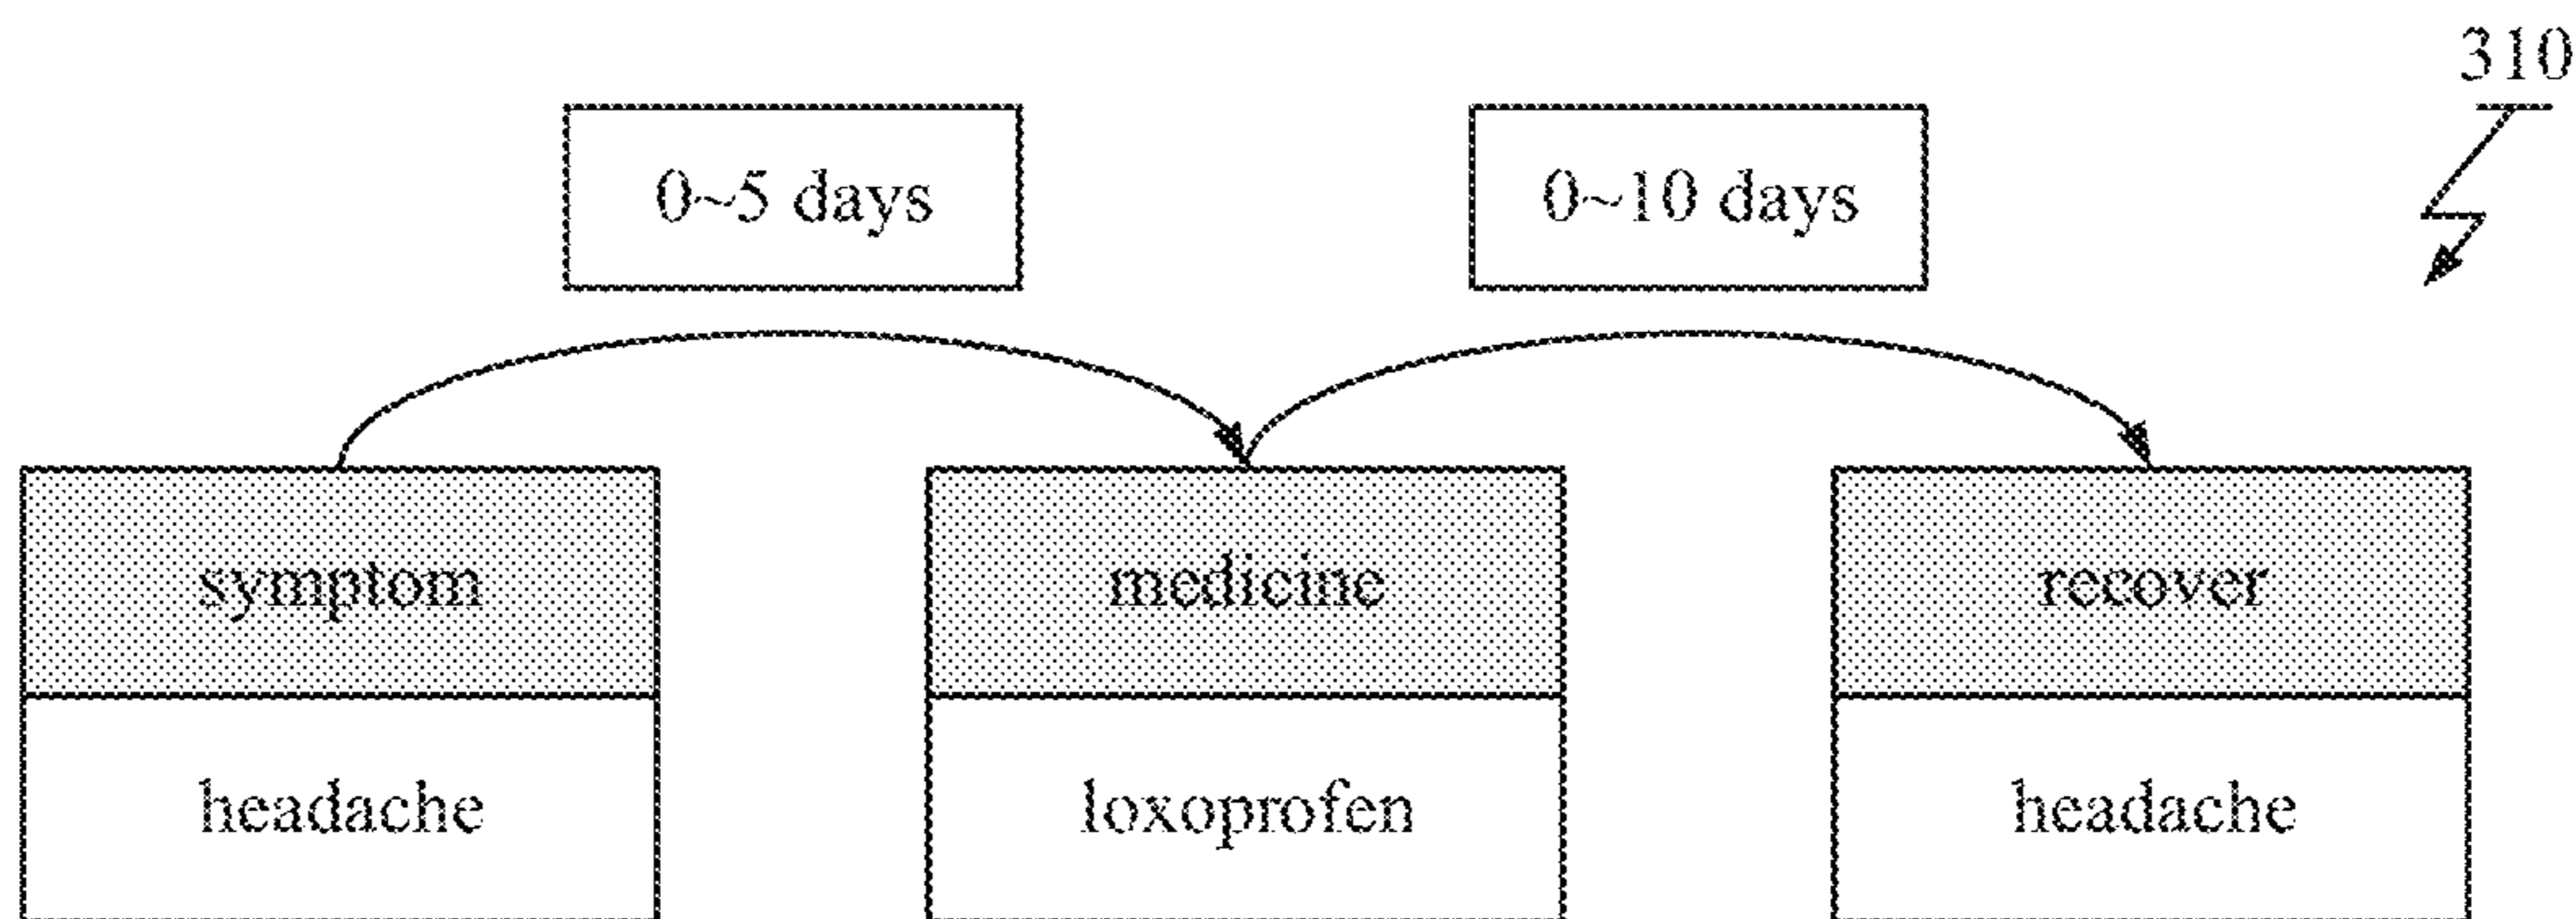 310
0~5 days
0~10 days
symptom
medicine
recover
headache
loxoprofen
headache